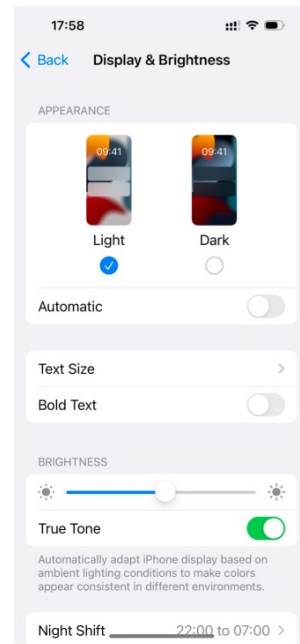 17:58
Back Display & Brightness
APPEARANCE
09:41 09:41
Light Dark
Automatic
Text Size
Bold Text
BRIGHTNESS
True Tone
Automatically adapt iPhone display based on
ambient lighting conditions to make colors
appear consistent in different environments.
Night Shift 22:00 to 07:00